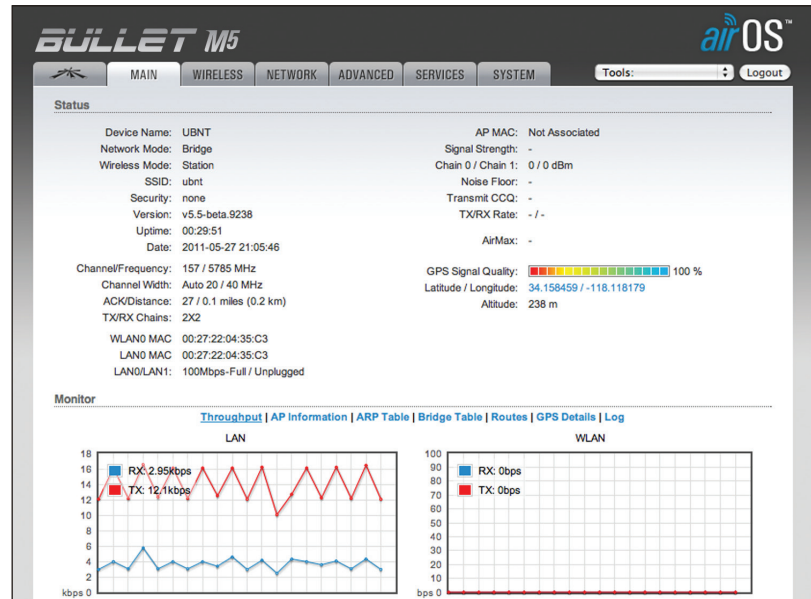 BULLET M5
airOS™
MAIN
WIRELESS
NETWORK
ADVANCED
SERVICES
SYSTEM
Tools:
Logout
Status
Device Name: UBNT
Network Mode: Bridge
Wireless Mode: Station
SSID: ubnt
Security: none
Version: v5.5-beta.9238
Uptime: 00:29:51
Date: 2011-05-27 21:05:46
Channel/Frequency: 157 / 5785 MHz
Channel Width: Auto 20 / 40 MHz
ACK/Distance: 27 / 0.1 miles (0.2 km)
TX/RX Chains: 2X2
WLAN0 MAC 00:27:22:04:35:C3
LAN0 MAC 00:27:22:04:35:C3
LAN0/LAN1: 100Mbps-Full / Unplugged
AP MAC: Not Associated
Signal Strength: -
Chain 0 / Chain 1: 0 / 0 dBm
Noise Floor: -
Transmit CCQ: -
TX/RX Rate: - / -
AirMax: -
GPS Signal Quality: 100 %
Latitude / Longitude: 34.158459 / -118.118179
Altitude: 238 m
Monitor
Throughput | AP Information | ARP Table | Bridge Table | Routes | GPS Details | Log
LAN
18
16
14
12
10
8
6
4
2
kbps 0
RX: 2.95kbps
TX: 12.1kbps
WLAN
100
90
80
70
60
50
40
30
20
10
bps 0
RX: 0bps
TX: 0bps